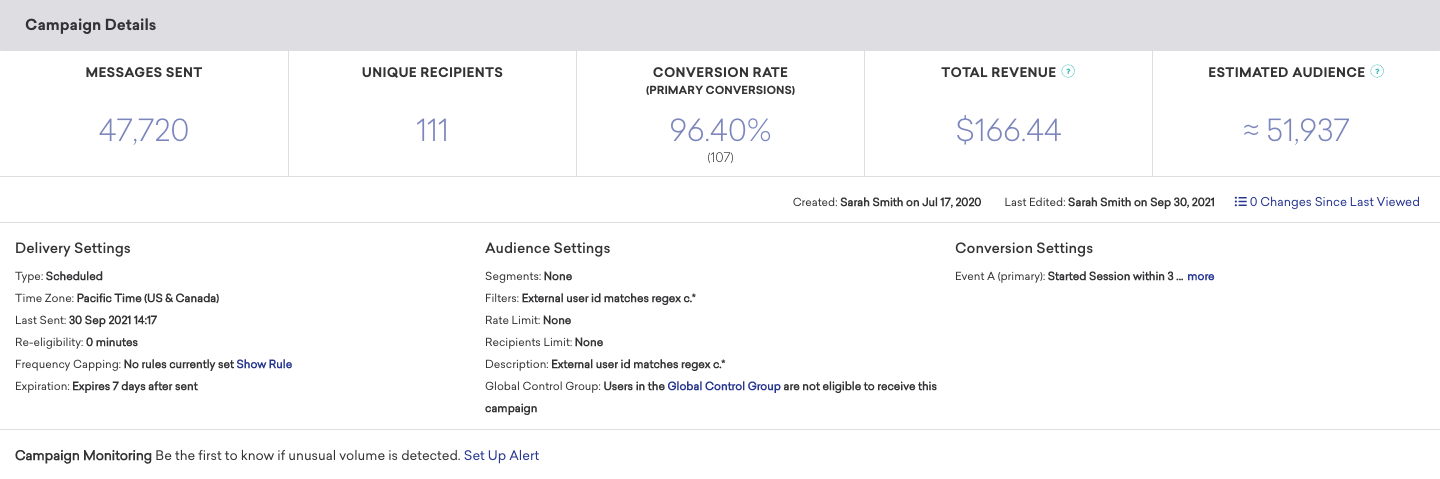 Campaign Details
MESSAGES SENT
47,720
UNIQUE RECIPIENTS
111
CONVERSION RATE
(PRIMARY CONVERSIONS)
96.40%
(107)
TOTAL REVENUE ?
$166.44
ESTIMATED AUDIENCE ?
≈ 51,937
Created: Sarah Smith on Jul 17, 2020 Last Edited: Sarah Smith on Sep 30, 2021 0 Changes Since Last Viewed
Delivery Settings
Type: Scheduled
Time Zone: Pacific Time (US & Canada)
Last Sent: 30 Sep 2021 14:17
Re-eligibility: 0 minutes
Frequency Capping: No rules currently set Show Rule
Expiration: Expires 7 days after sent
Audience Settings
Segments: None
Filters: External user id matches regex c.*
Rate Limit: None
Recipients Limit: None
Description: External user id matches regex c.*
Global Control Group: Users in the Global Control Group are not eligible to receive this
campaign
Conversion Settings
Event A (primary): Started Session within 3 ... more
Campaign Monitoring Be the first to know if unusual volume is detected. Set Up Alert